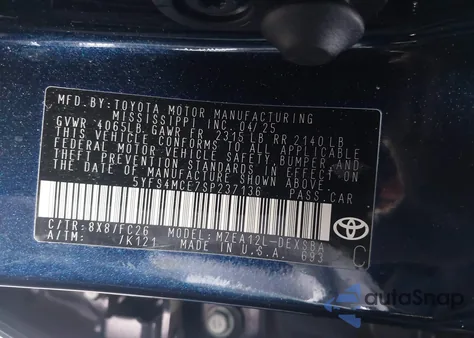 MFD.BY:TOYOTA MOTOR MANUFACTURING
MISSISSIPPI INC. 04/25
GVWR 4065LB GAWR FR 2315LB RR 2140LB
THIS VEHICLE CONFORMS TO ALL APPLICABLE
FEDERAL MOTOR VEHICLE SAFETY, BUMPER AND
THEFT PREVENTION STANDARDS IN EFFECT ON
THE DATE OF MANUFACTURE SHOWN ABOVE.
5YFS4MCE7SP237136 PASS.CAR
C/TR:8X8/FC26 MODEL:MZEA12L-DEXSBA
A/TM: /K121 MADE IN U.S.A. 693
TOYOTA
C
autoSnap